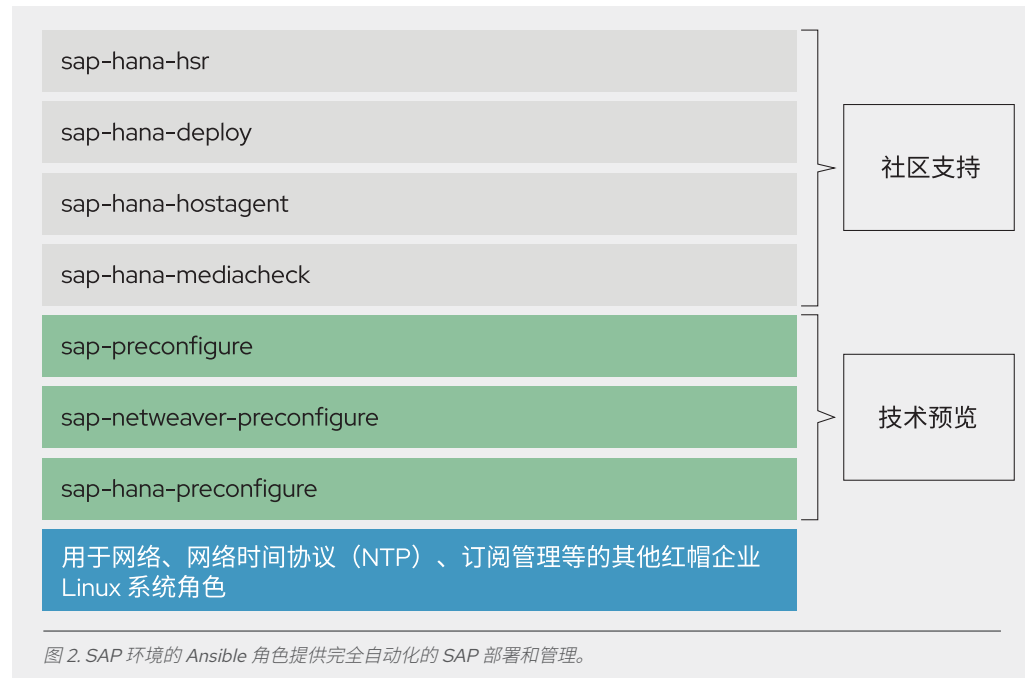 sap-hana-hsr
sap-hana-deploy
sap-hana-hostagent
sap-hana-mediacheck
社区支持
sap-preconfigure
sap-netweaver-preconfigure
sap-hana-preconfigure
技术预览
用于网络、网络时间协议（NTP）、订阅管理等的其他红帽企业
Linux 系统角色
图 2. SAP 环境的 Ansible 角色提供完全自动化的 SAP 部署和管理。